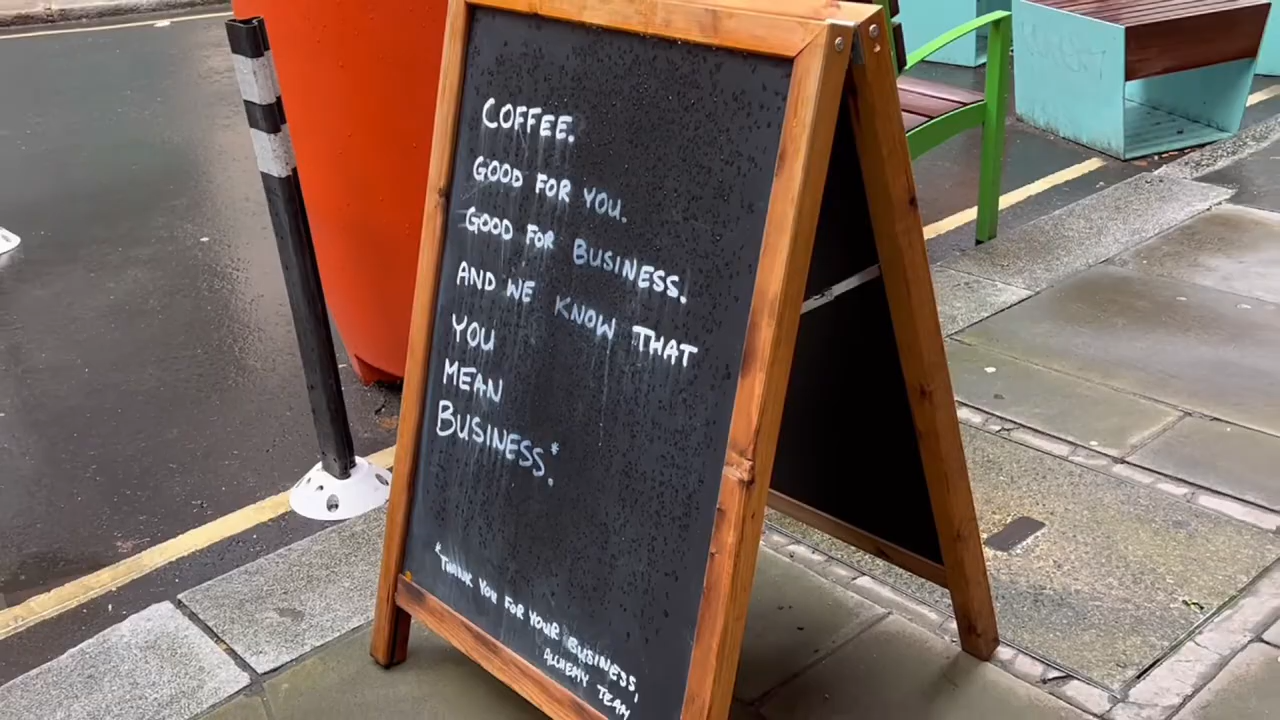 COFFEE.
GOOD FOR YOU.
GOOD FOR BUSINESS.
AND WE KNOW THAT
YOU
MEAN
BUSINESS.*
*THANK YOU FOR YOUR BUSINESS,
ALCHEMY TEAM